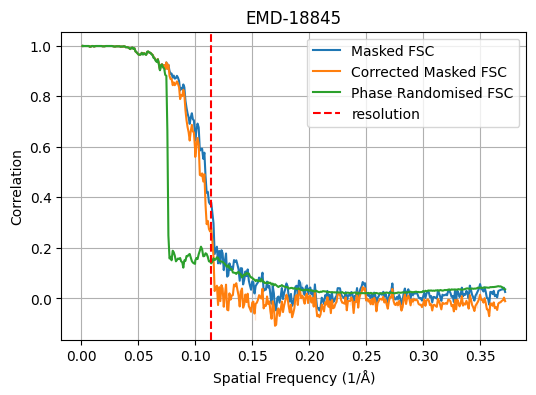 EMD-18845
Masked FSC
Corrected Masked FSC
Phase Randomised FSC
resolution
Correlation
1.0
0.8
0.6
0.4
0.2
0.0
0.00 0.05 0.10 0.15 0.20 0.25 0.30 0.35
Spatial Frequency (1/Å)